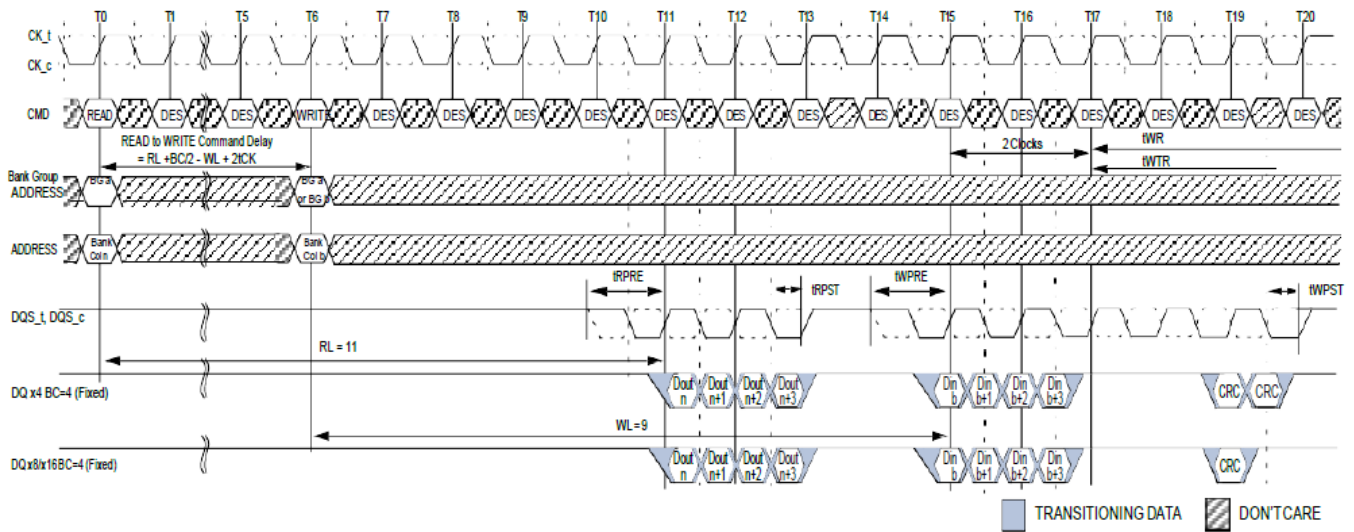 T0 T1 T5 T6 T7 T8 T9 T10 T11 T12 T13 T14 T15 T16 T17 T18 T19 T20
CK_t
CK_c
CMD READ DES DES WRITE DES DES DES DES DES DES DES DES DES DES DES DES DES DES
READ to WRITE Command Delay
= RL +BC/2 - WL + 2tCK
2 Clocks
tWR
tWTR
Bank Group
ADDRESS
BG a
BG a
or BG b
ADDRESS
Bank
Col n
Bank
Col b
tRPRE
tRPST
tWPRE
tWPST
DQS_t, DQS_c
RL = 11
DQ x4 BC=4 (Fixed)
Dout
n
Dout
n+1
Dout
n+2
Dout
n+3
Din
b
Din
b+1
Din
b+2
Din
b+3
CRC
CRC
WL = 9
DQ x8/x16 BC=4 (Fixed)
Dout
n
Dout
n+1
Dout
n+2
Dout
n+3
Din
b
Din
b+1
Din
b+2
Din
b+3
CRC
TRANSITIONING DATA
DON'T CARE